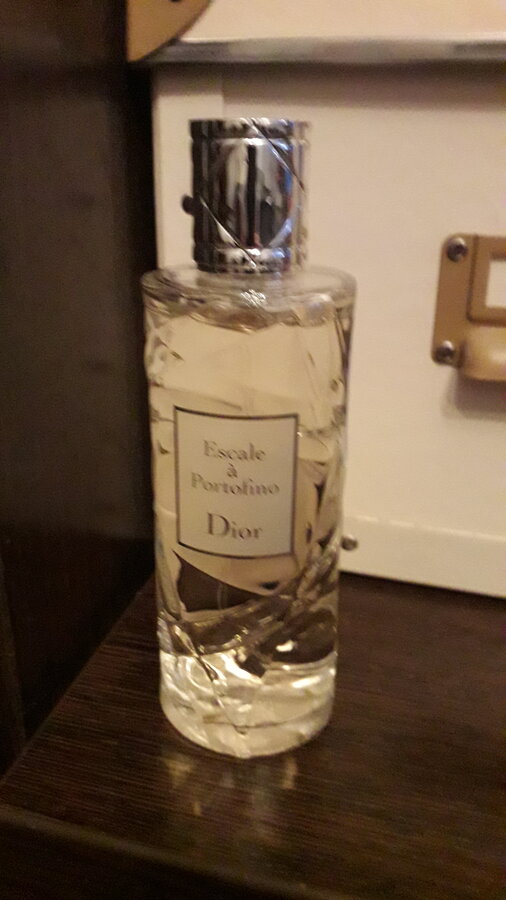 Escale
à
Portofino
Dior